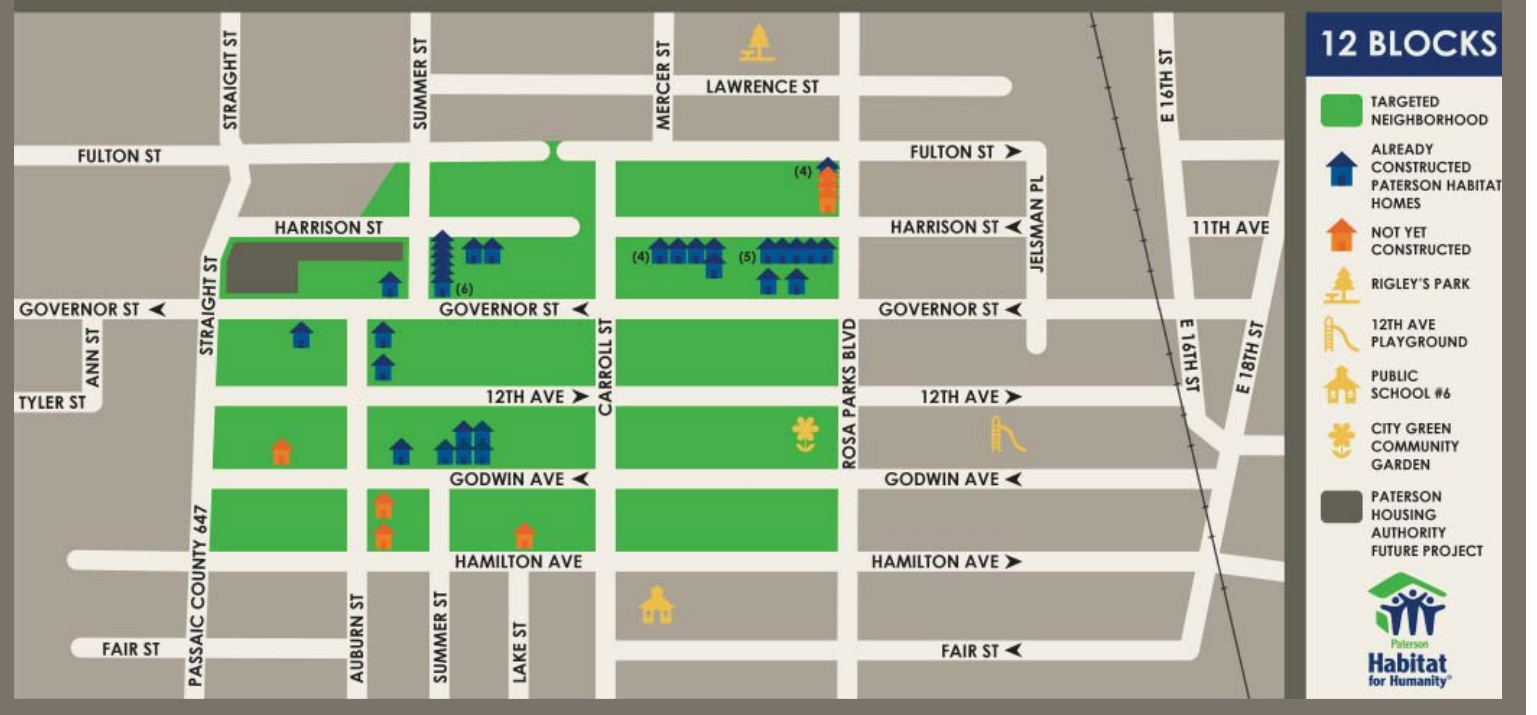 STRAIGHT ST
SUMMER ST
MERCER ST
LAWRENCE ST
E 16TH ST
FULTON ST
FULTON ST
(4)
HARRISON ST
HARRISON ST
JELSMAN PL
11TH AVE
STRAIGHT ST
(4)
(5)
(6)
GOVERNOR ST
GOVERNOR ST
GOVERNOR ST
ANN ST
CARROLL ST
ROSA PARKS BLVD
E 16TH ST
E 18TH ST
TYLER ST
12TH AVE
12TH AVE
GODWIN AVE
GODWIN AVE
PASSAIC COUNTY 647
HAMILTON AVE
HAMILTON AVE
AUBURN ST
SUMMER ST
LAKE ST
FAIR ST
FAIR ST
12 BLOCKS
TARGETED
NEIGHBORHOOD
ALREADY
CONSTRUCTED
PATERSON HABITAT
HOMES
NOT YET
CONSTRUCTED
RIGLEY'S PARK
12TH AVE
PLAYGROUND
PUBLIC
SCHOOL #6
CITY GREEN
COMMUNITY
GARDEN
PATERSON
HOUSING
AUTHORITY
FUTURE PROJECT
Paterson
Habitat
for Humanity®